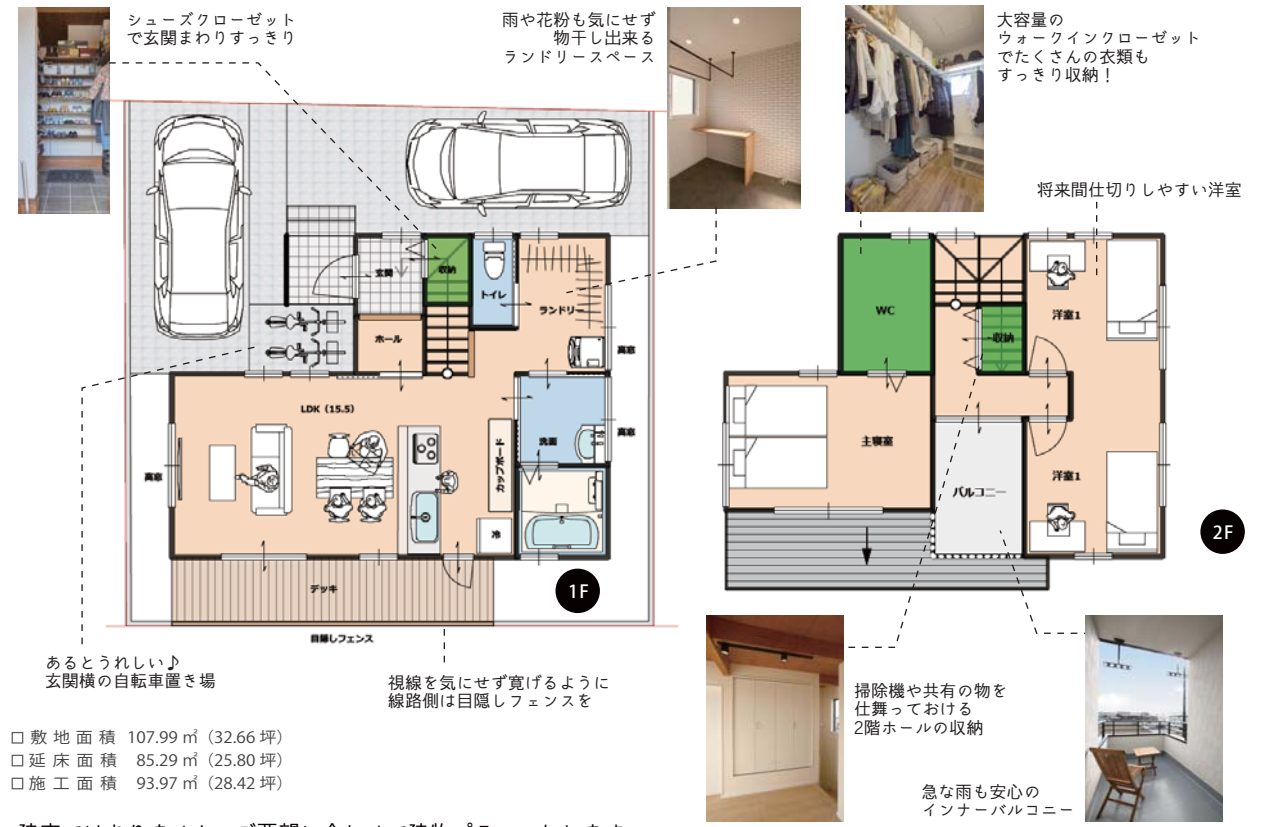 シューズクローゼット
で玄関まわりすっきり
雨や花粉も気にせず
物干し出来る
ランドリースペース
大容量の
ウォークインクローゼット
でたくさんの衣類も
すっきり収納！
将来間仕切りしやすい洋室
玄関
収納
トイレ
ランドリー
ホール
高窓
LDK（15.5）
洗面
高窓
高窓
カップボード
冷
デッキ
1F
目隠しフェンス
WC
収納
洋室1
主寝室
バルコニー
洋室1
2F
あるとうれしい♪
玄関横の自転車置き場
視線を気にせず寛げるように
線路側は目隠しフェンスを
掃除機や共有の物を
仕舞っておける
2階ホールの収納
急な雨も安心の
インナーバルコニー
□敷地面積 107.99㎡（32.66坪）
□延床面積 85.29㎡（25.80坪）
□施工面積 93.97㎡（28.42坪）